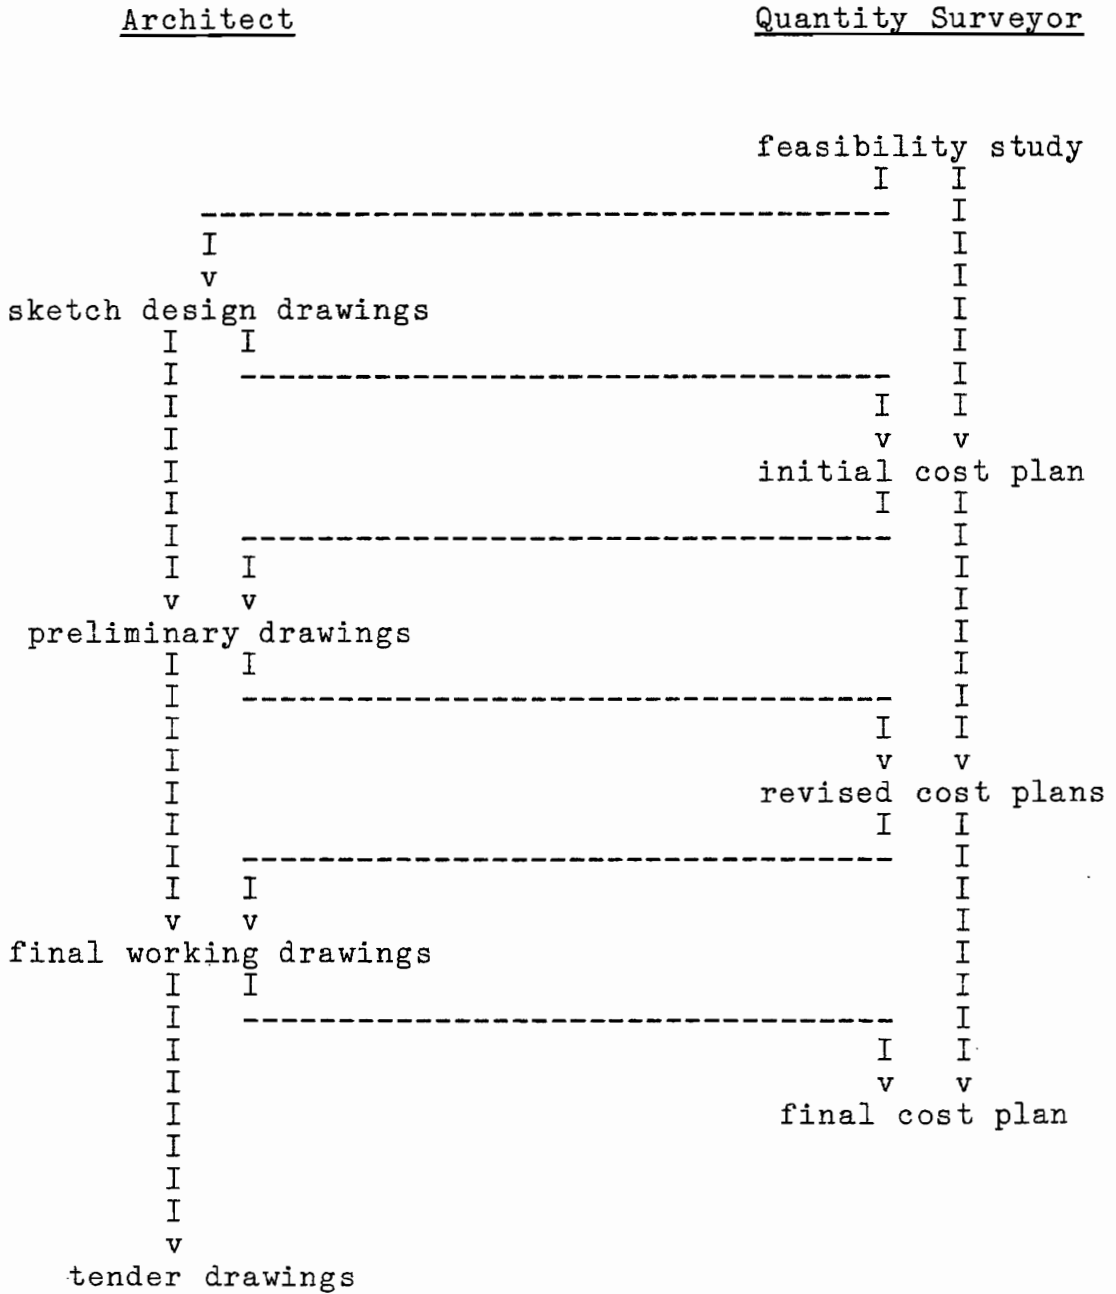 Architect Quantity Surveyor
feasibility study
I I
------------------------------------ I
I I
v I
sketch design drawings I
I I I
I ---------------------------------- I
I I I
I v v
I initial cost plan
I I I
I ---------------------------------- I
I I I
v v I
preliminary drawings I
I I I
I ---------------------------------- I
I I I
I v v
I revised cost plans
I I I
I ---------------------------------- I
I I I
v v I
final working drawings I
I I I
I ---------------------------------- I
I I I
I v v
I final cost plan
I
I
I
v
tender drawings